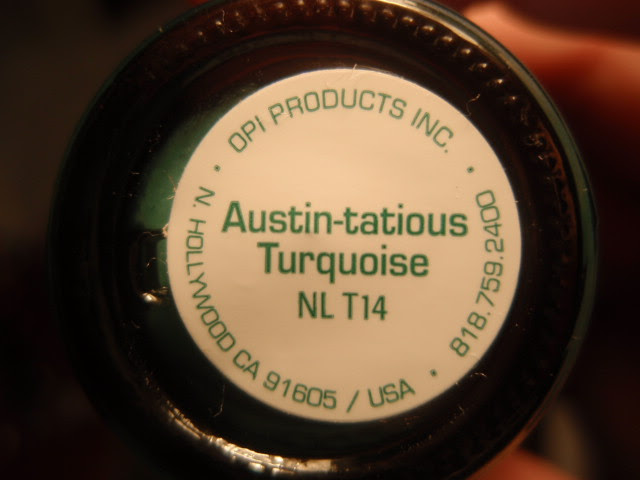 OPI PRODUCTS INC.
Austin-tatious
Turquoise
NL T14
N. HOLLYWOOD CA 91605 / USA
818.759.2400